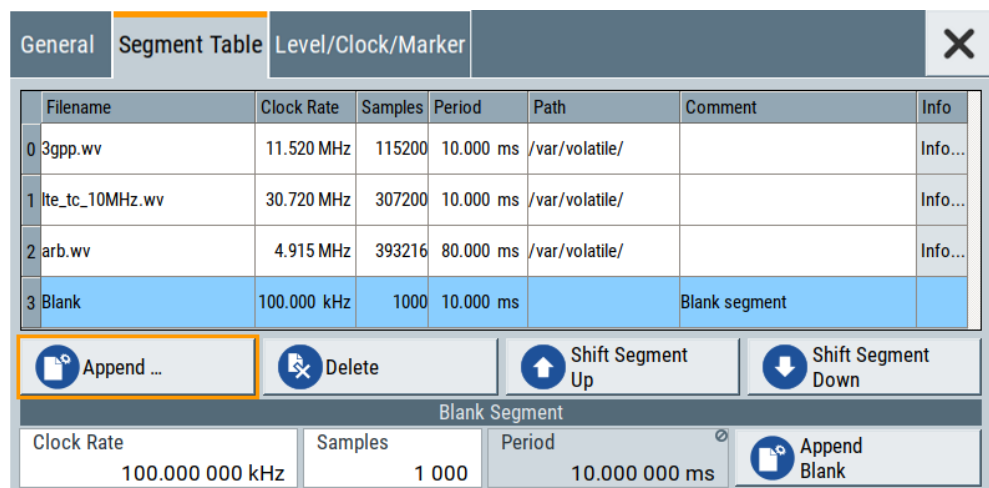 General Segment Table Level/Clock/Marker
Filename Clock Rate Samples Period Path Comment Info
0 3gpp.wv 11.520 MHz 115200 10.000 ms /var/volatile/ Info...
1 lte_tc_10MHz.wv 30.720 MHz 307200 10.000 ms /var/volatile/ Info...
2 arb.wv 4.915 MHz 393216 80.000 ms /var/volatile/ Info...
3 Blank 100.000 kHz 1000 10.000 ms Blank segment
Append ... Delete Shift Segment Up Shift Segment Down
Blank Segment
Clock Rate Samples Period
100.000 000 kHz 1 000 10.000 000 ms Append Blank